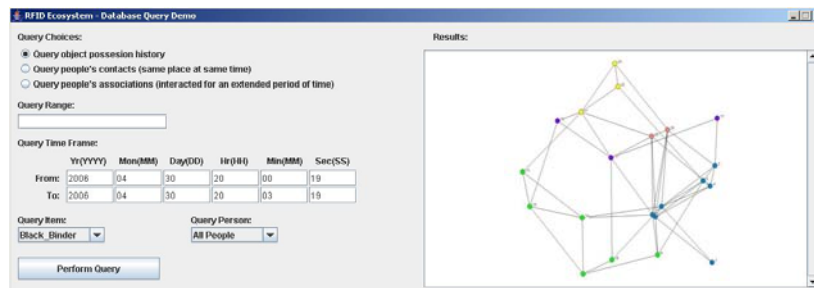 RFID Ecosystem - Database Query Demo
Query Choices:
Query object possesion history
Query people's contacts (same place at same time)
Query people's associations (interacted for an extended period of time)
Query Range:
Query Time Frame:
Yr(YYYY) Mon(MM) Day(DD) Hr(HH) Min(MM) Sec(SS)
From: 2006 04 30 20 00 19
To: 2006 04 30 20 03 19
Query Item: Query Person:
Black_Binder All People
Perform Query
Results: